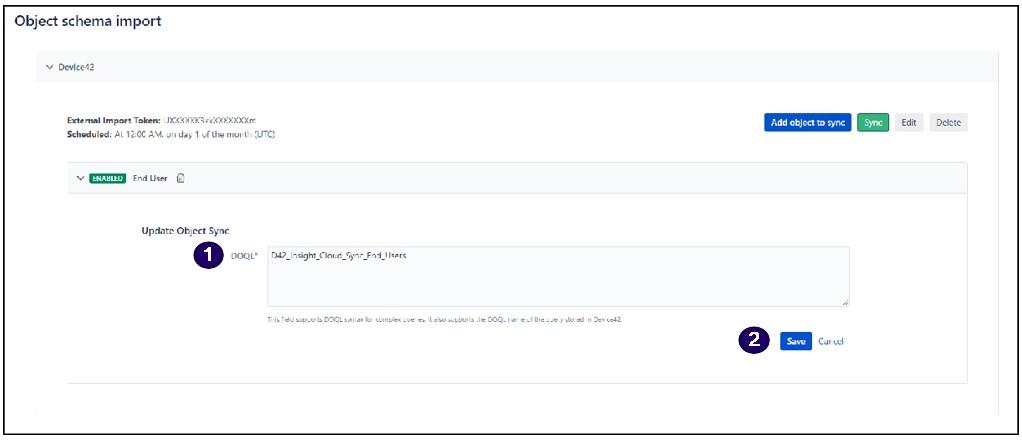 Object schema import
Device42
External Import Token:
Scheduled: At 12:00 AM, on day 1 of the month (UTC)
Add object to sync Sync Edit Delete
ENABLED End User
Update Object Sync
1 DOQL* D42_Insight_Cloud_Sync_End_Users
This field supports DOQL syntax for complex queries, it also supports the DOQL name of the query stored in Device42.
2 Save Cancel